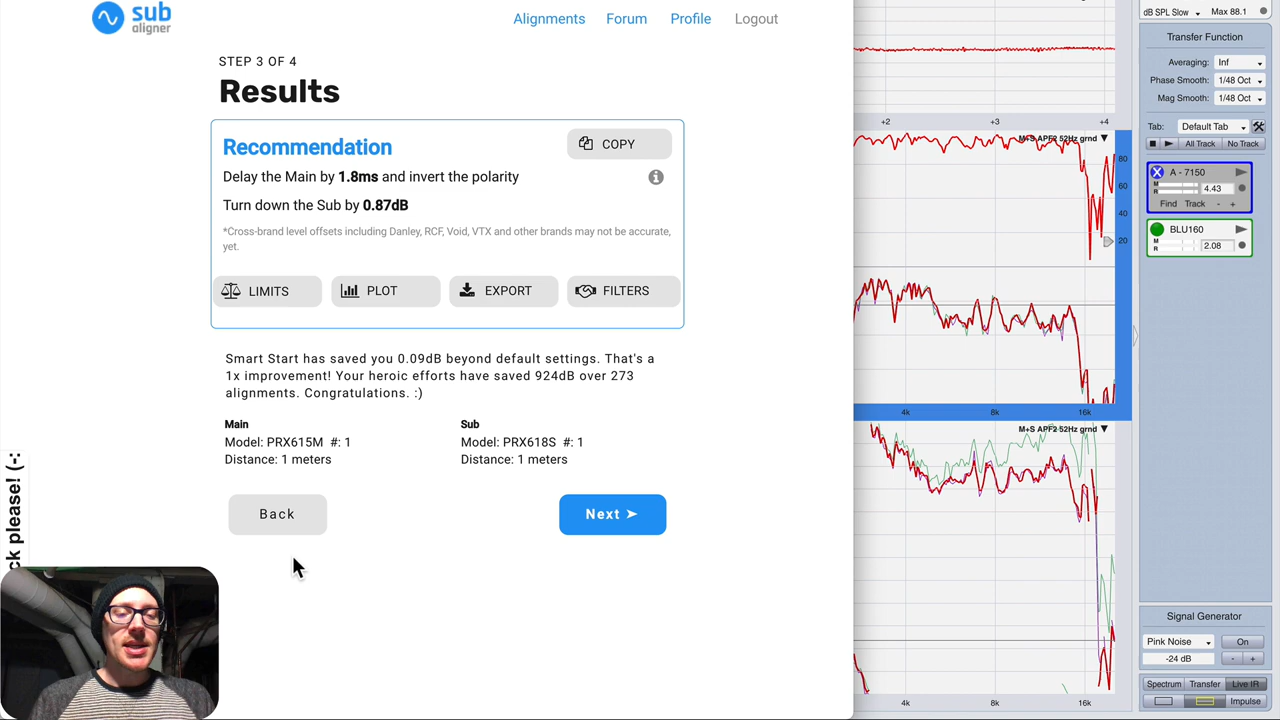 sub
aligner
Alignments Forum Profile Logout
STEP 3 OF 4
Results
Recommendation
COPY
Delay the Main by 1.8ms and invert the polarity
Turn down the Sub by 0.87dB
*Cross-brand level offsets including Danley, RCF, Void, VTX and other brands may not be accurate,
yet.
LIMITS PLOT EXPORT FILTERS
Smart Start has saved you 0.09dB beyond default settings. That's a
1x improvement! Your heroic efforts have saved 924dB over 273
alignments. Congratulations. :)
Main
Model: PRX615M #: 1
Distance: 1 meters
Sub
Model: PRX618S #: 1
Distance: 1 meters
Back
Next ➤
ck please! (-:
+2 +3 +4
M+S APF2 52Hz grnd ▼
80
60
40
20
4k 8k 16k
M+S APF2 52Hz grnd ▼
4k 8k 16k
dB SPL Slow Max 88.1
Transfer Function
Averaging: Inf
Phase Smooth: 1/48 Oct
Mag Smooth: 1/48 Oct
Tab: Default Tab
All Track No Track
A - 7150
M
R
4.43
Find Track - +
BLU160
M
R
2.08
Signal Generator
Pink Noise On
-24 dB - +
Spectrum Transfer Live IR
Impulse